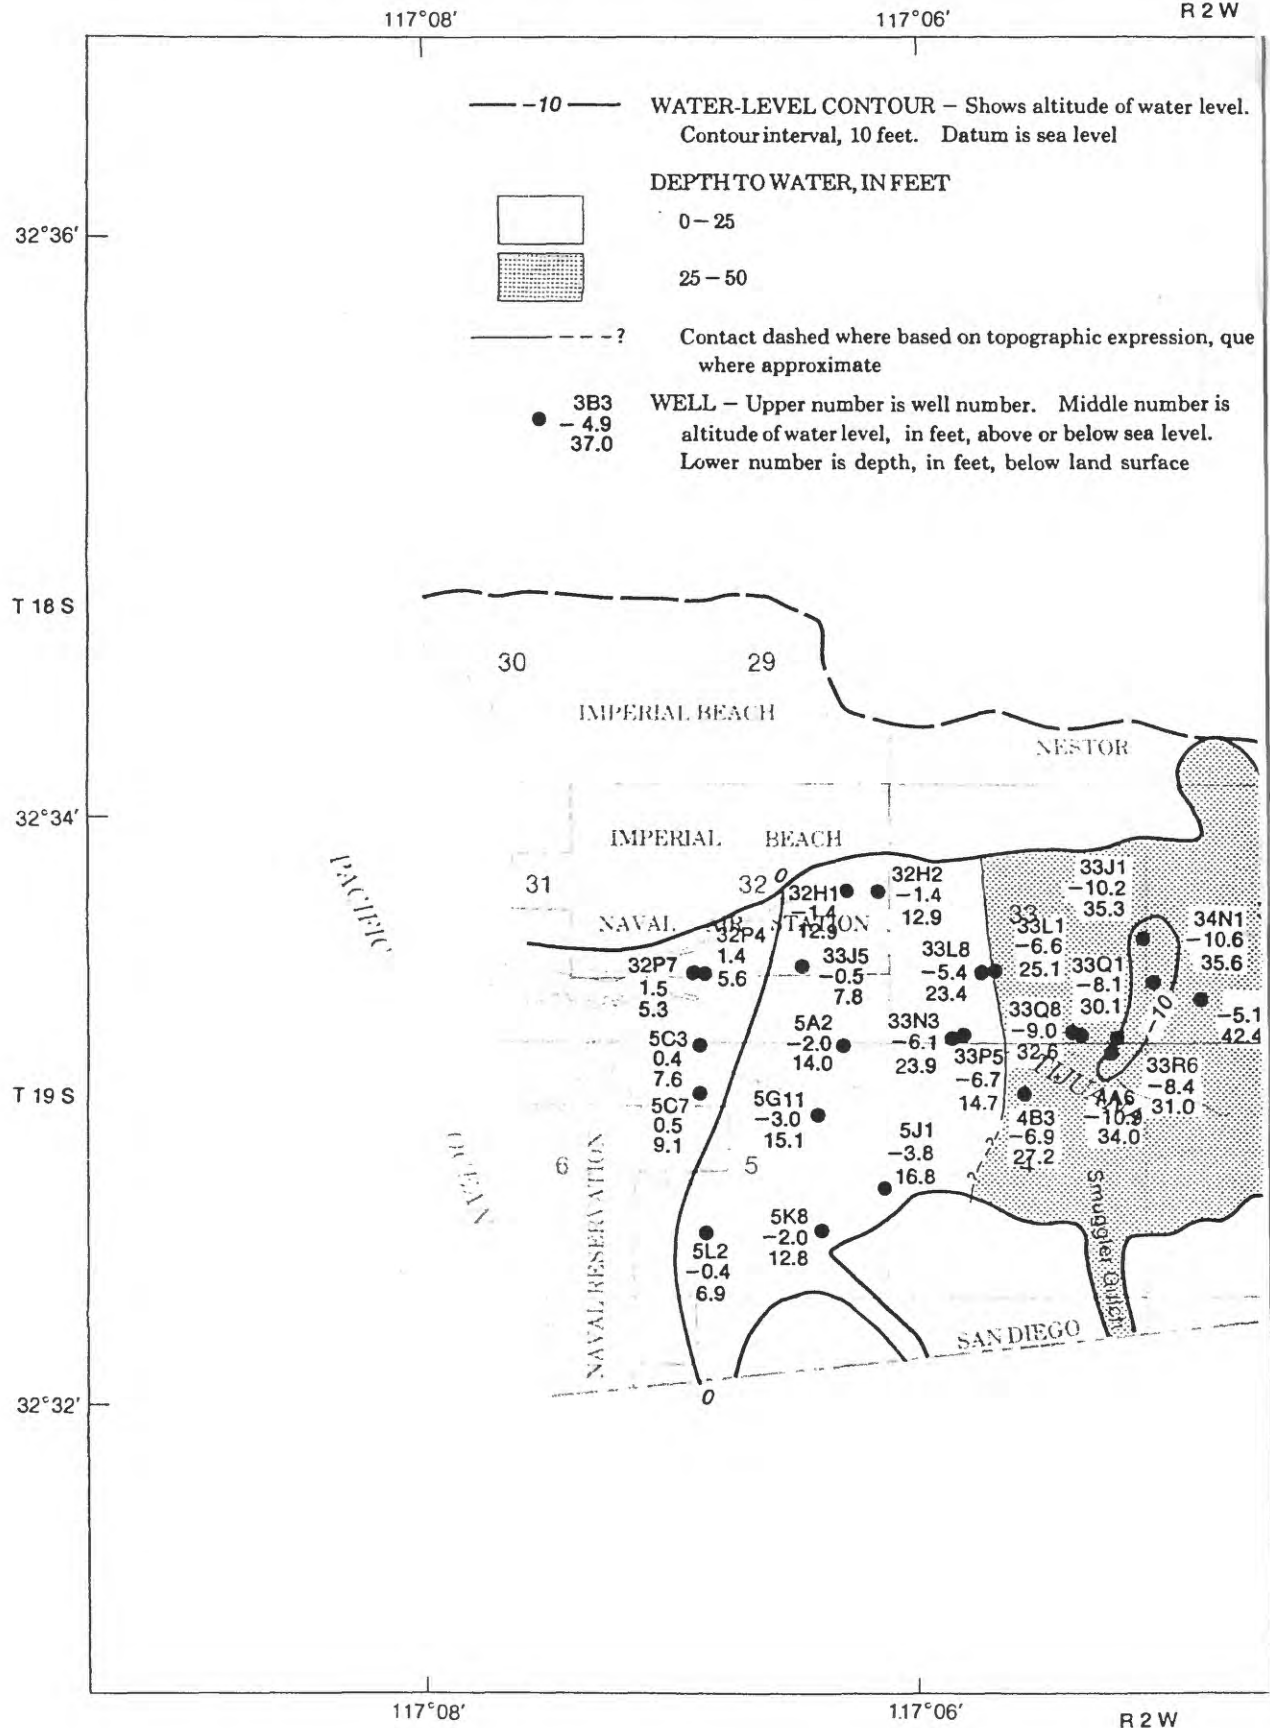 117°08′
117°06′
R 2 W
-10
WATER-LEVEL CONTOUR – Shows altitude of water level.
Contour interval, 10 feet. Datum is sea level
DEPTH TO WATER, IN FEET
0–25
32°36′
25–50
?
Contact dashed where based on topographic expression, que
where approximate
3B3
– 4.9
37.0
WELL – Upper number is well number. Middle number is
altitude of water level, in feet, above or below sea level.
Lower number is depth, in feet, below land surface
T 18 S
30
29
IMPERIAL BEACH
NESTOR
32°34′
IMPERIAL BEACH
PACIFIC
OCEAN
31
32
0
33
NAVAL AIR STATION
32H1
–1.4
12.9
32H2
–1.4
12.9
33J1
–10.2
35.3
34N1
–10.6
35.6
33L1
–6.6
25.1
33L8
–5.4
23.4
33Q1
–8.1
30.1
32P4
1.4
5.6
32P7
1.5
5.3
33J5
–0.5
7.8
–5.1
42.4
–10
5C3
0.4
7.6
5A2
–2.0
14.0
33N3
–6.1
23.9
33P5
–6.7
14.7
33Q8
–9.0
32.6
33R6
–8.4
31.0
TIJUANA
T 19 S
5C7
0.5
9.1
5G11
–3.0
15.1
4B3
–6.9
27.2
4
AA6
–10.9
34.0
5J1
–3.8
16.8
6
5
? ?
NAVAL RESERVATION
Smuggler Gulch
5L2
–0.4
6.9
5K8
–2.0
12.8
SAN DIEGO
0
32°32′
117°08′
117°06′
R 2 W